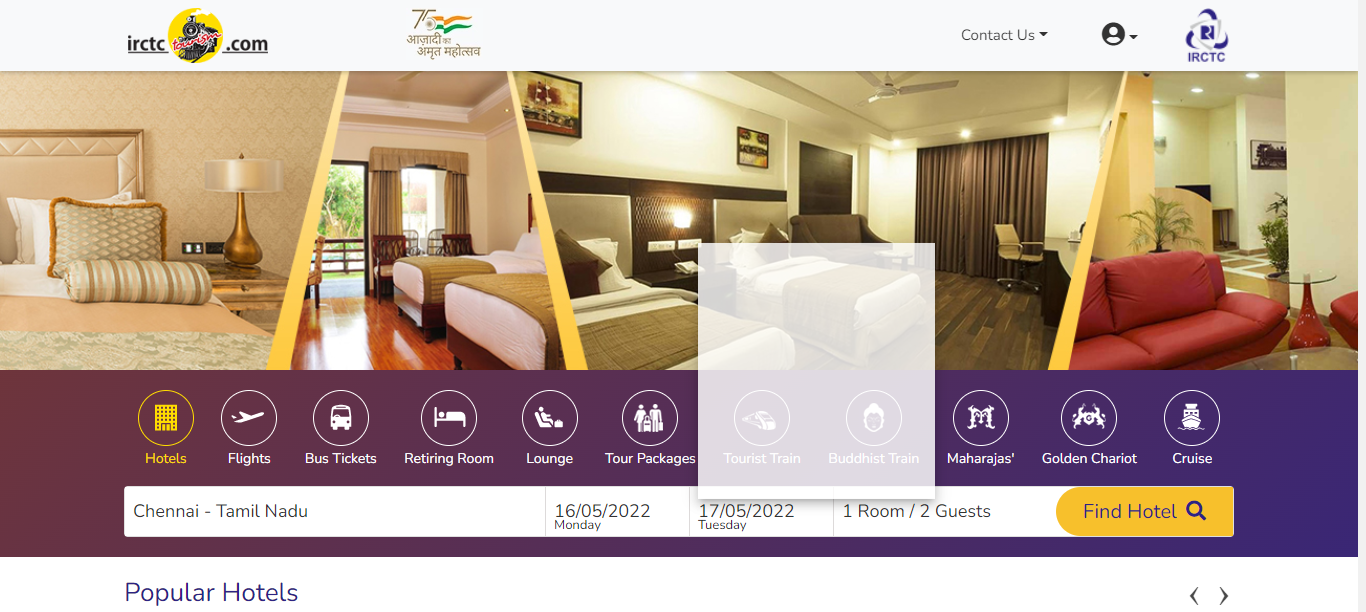 irctc tourism .com
75
आज़ादी का
अमृत महोत्सव
Contact Us
IRCTC
Hotels
Flights
Bus Tickets
Retiring Room
Lounge
Tour Packages
Tourist Train
Buddhist Train
Maharajas'
Golden Chariot
Cruise
Chennai - Tamil Nadu
16/05/2022
Monday
17/05/2022
Tuesday
1 Room / 2 Guests
Find Hotel
Popular Hotels